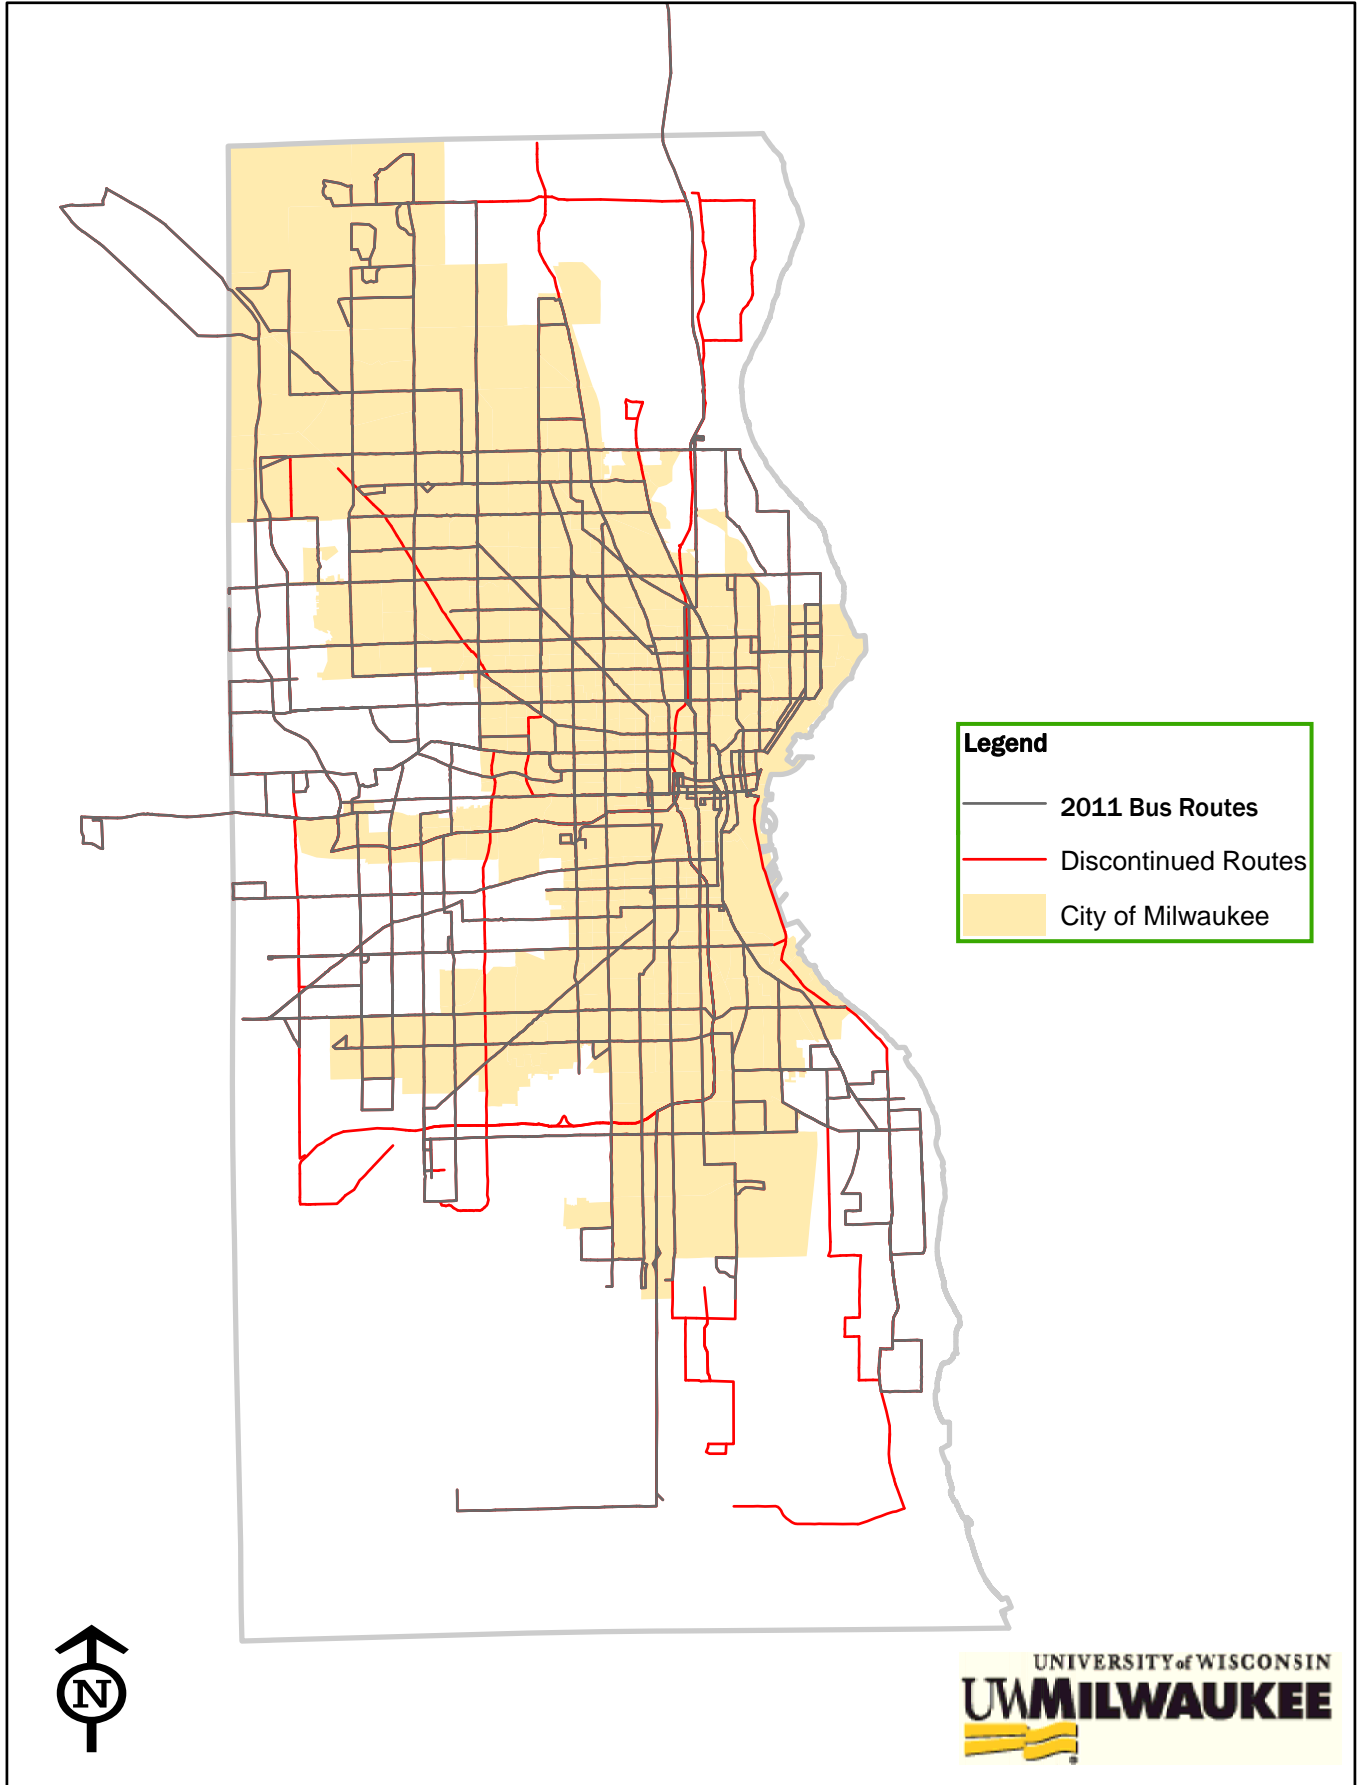 Legend
2011 Bus Routes
Discontinued Routes
City of Milwaukee
N
UNIVERSITY of WISCONSIN
UWMILWAUKEE